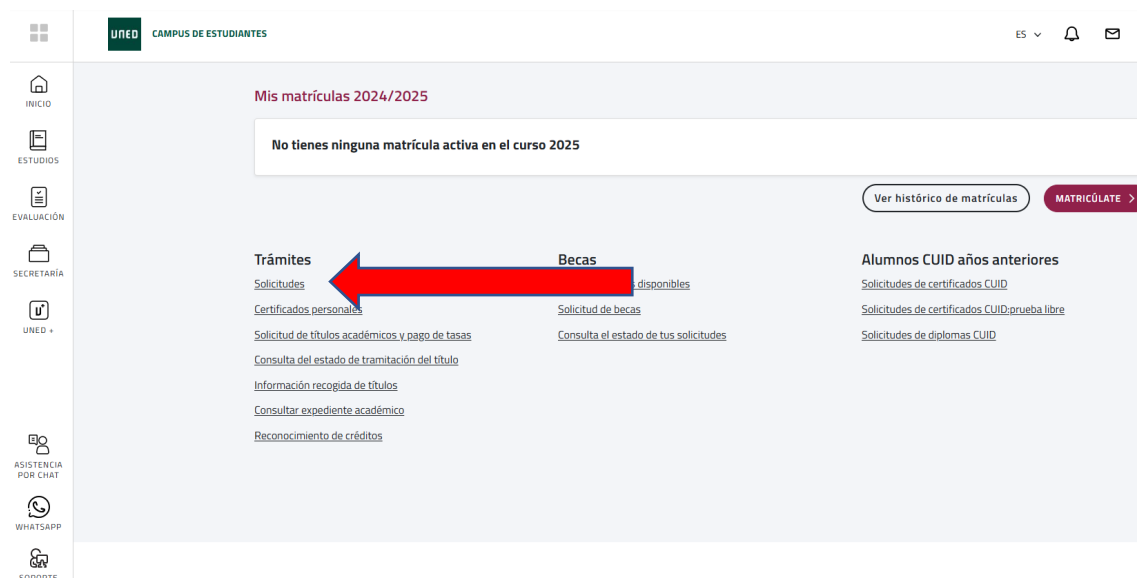 UNED CAMPUS DE ESTUDIANTES
ES
INICIO
ESTUDIOS
EVALUACIÓN
SECRETARÍA
UNED +
ASISTENCIA
POR CHAT
WHATSAPP
SOPORTE
Mis matrículas 2024/2025
No tienes ninguna matrícula activa en el curso 2025
Ver histórico de matrículas
MATRICÚLATE
Trámites
Solicitudes
Certificados personales
Solicitud de títulos académicos y pago de tasas
Consulta del estado de tramitación del título
Información recogida de títulos
Consultar expediente académico
Reconocimiento de créditos
Becas
disponibles
Solicitud de becas
Consulta el estado de tus solicitudes
Alumnos CUID años anteriores
Solicitudes de certificados CUID
Solicitudes de certificados CUID:prueba libre
Solicitudes de diplomas CUID